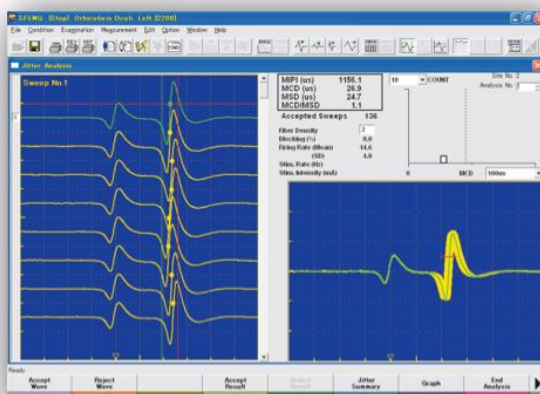 SFEMG (Stop) Orbicularis Oculi Left [2700]
File Condition Examination Measurement Edit Option Window Help
Jitter Analysis
Sweep No.1
MIPI (us) 1156.1
MCD (us) 26.9
MSD (us) 24.7
MCD/MSD 1.1
Accepted Sweeps 136
Fiber Density 2
Blocking (%) 0.0
Firing Rate (Mean) 14.6
(SD) 4.0
Stim. Rate (Hz)
Stim. Intensity (mA)
10 COUNT
Site No. 2
Analysis No. 1
0 MCD 100us
Ready
Accept Wave
Reject Wave
Accept Result
Reject Result
Jitter Summary
Graph
End Analysis